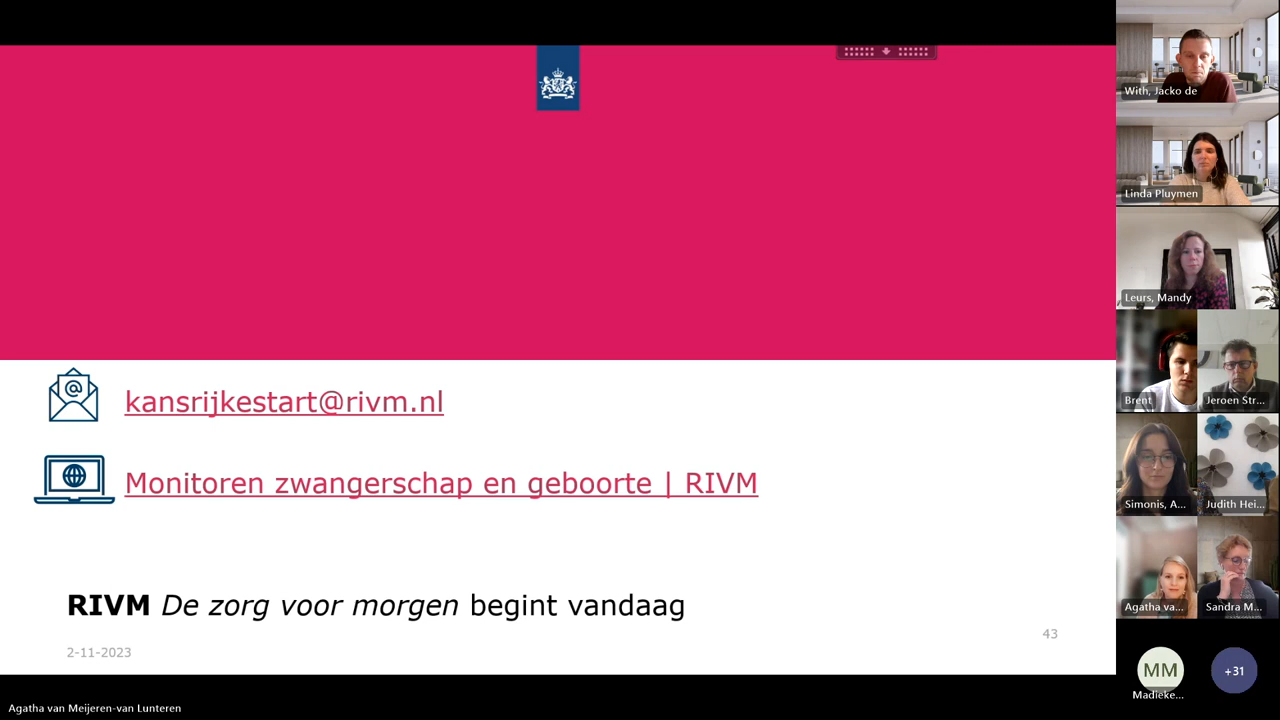 kansrijkestart@rivm.nl
Monitoren zwangerschap en geboorte | RIVM
RIVM De zorg voor morgen begint vandaag
2-11-2023
43
With, Jacko de
Linda Pluymen
Leurs, Mandy
Brent
Jeroen Str...
Simonis, A...
Judith Hei...
Agatha va...
Sandra M...
MM
Madieke...
+31
Agatha van Meijeren-van Lunteren